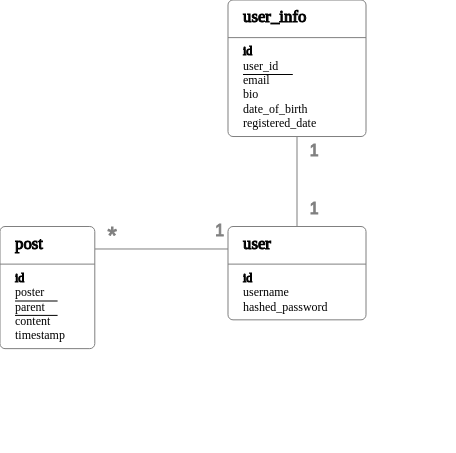 user_info
id
user_id
email
bio
date_of_birth
registered_date
1
1
* 1
post
id
poster
parent
content
timestamp
user
id
username
hashed_password